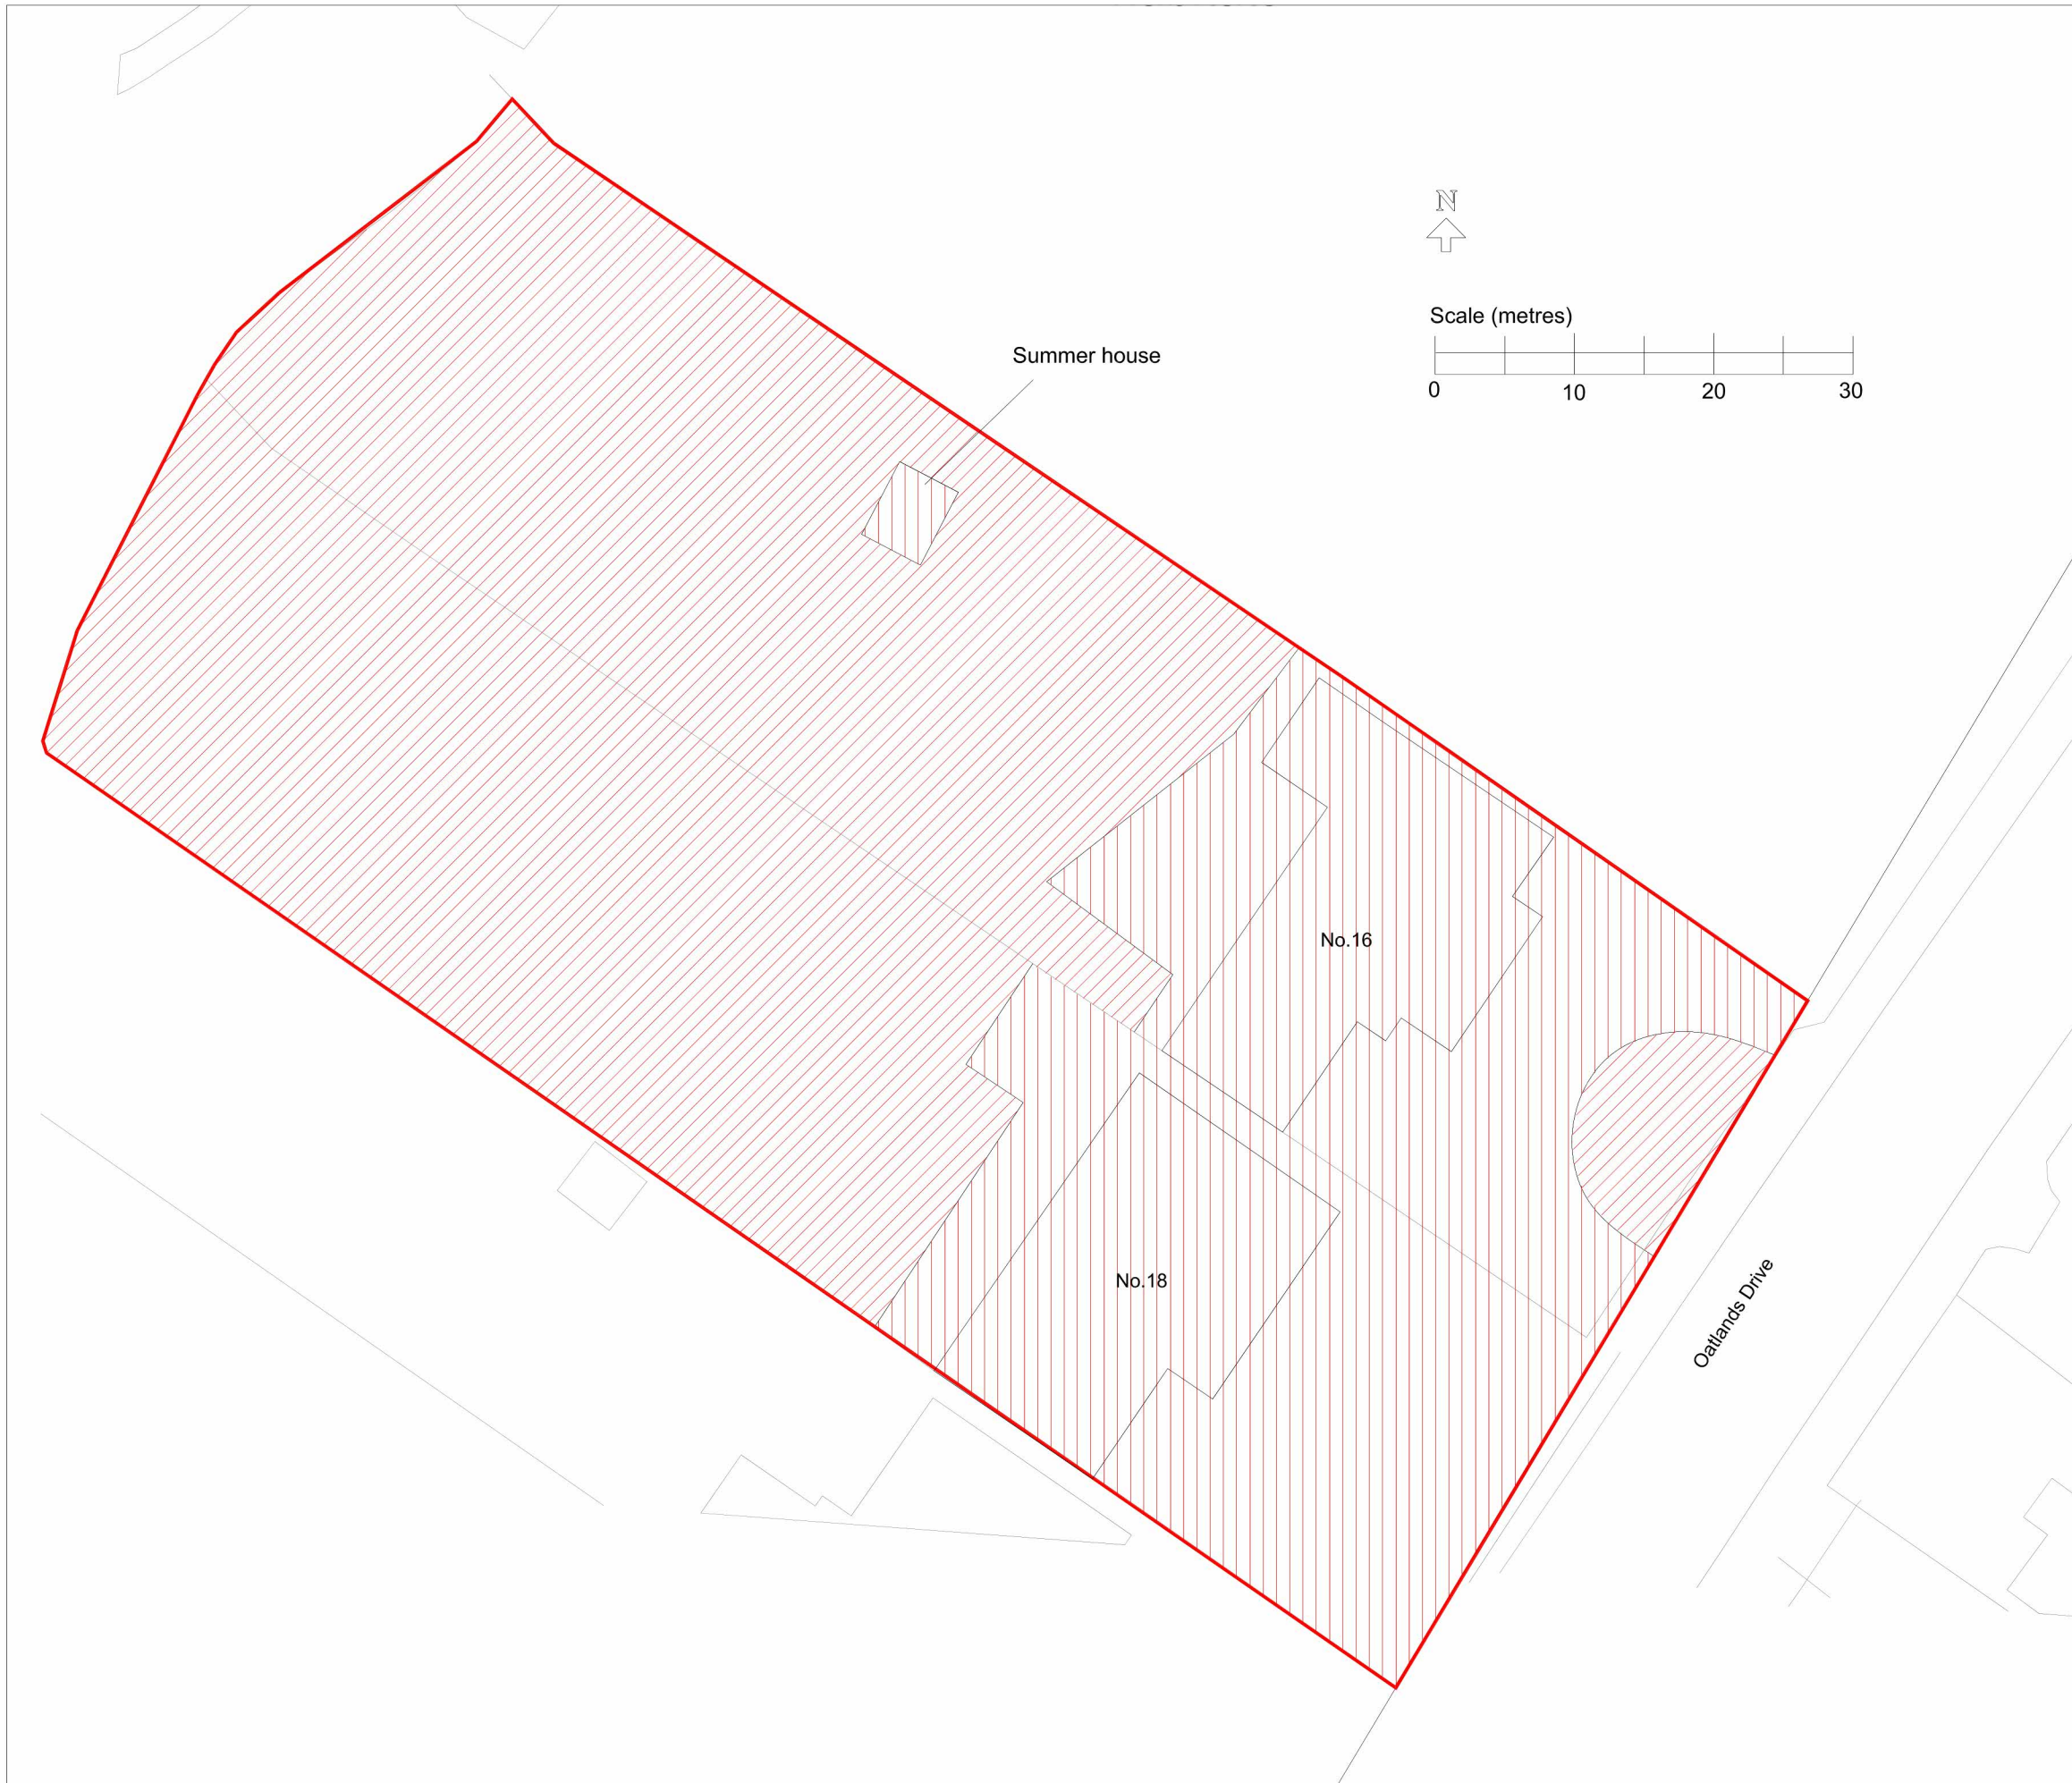 N
Scale (metres)
0 10 20 30
Summer house
No.16
No.18
Oatlands Drive